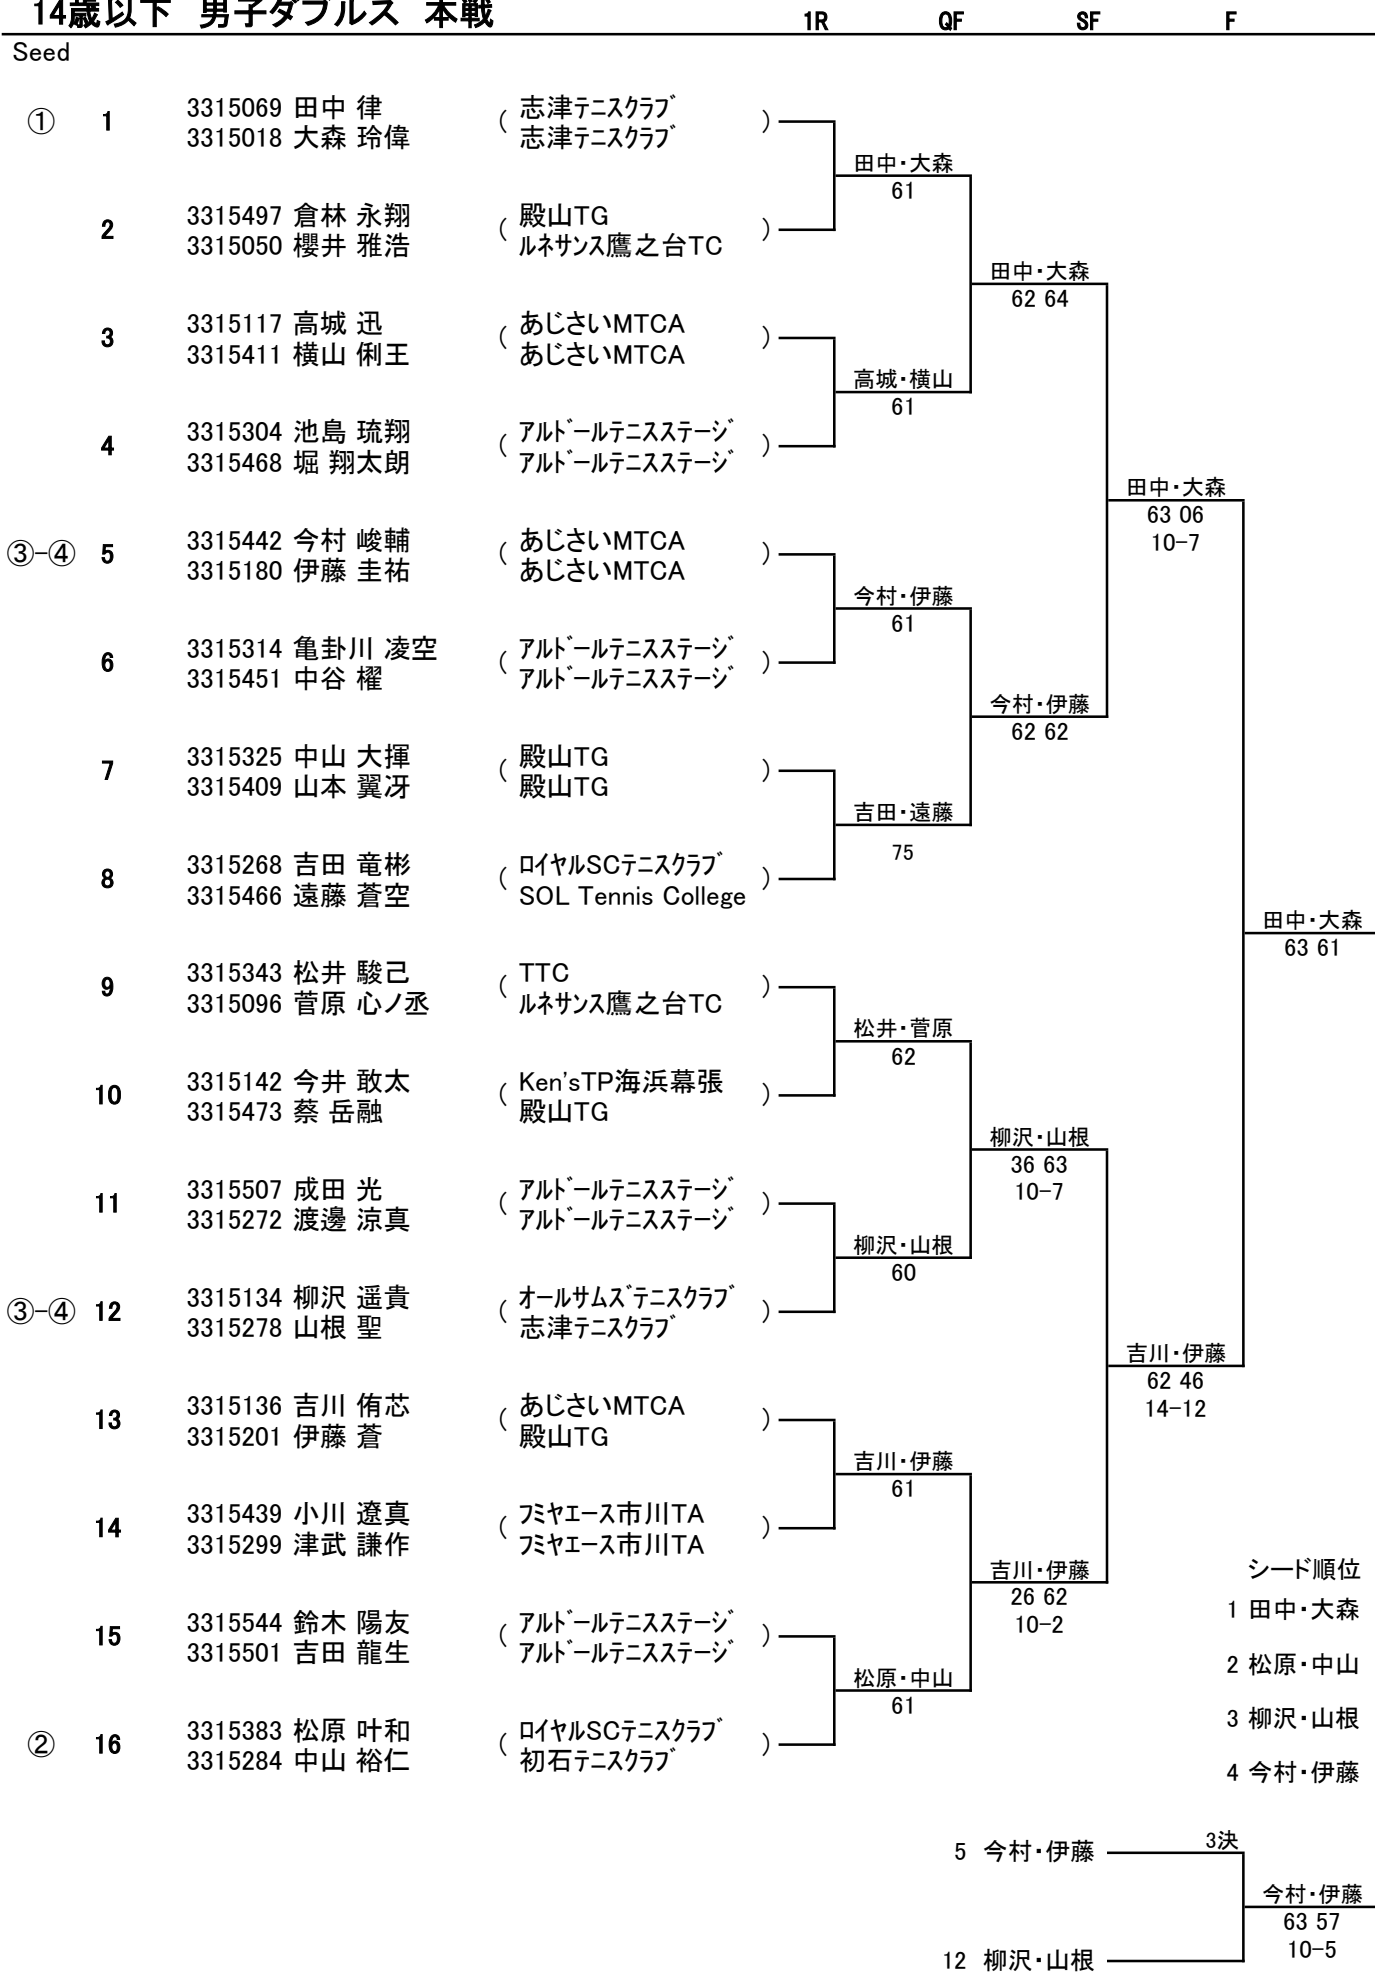 14歳以下 男子ダブルス 本戦 1R QF SF F
Seed
① 1 3315069 田中 律 ( 志津テニスクラブ )
3315018 大森 玲偉 志津テニスクラブ
田中・大森
61
2 3315497 倉林 永翔 ( 殿山TG )
3315050 櫻井 雅浩 ルネサンス鷹之台TC
田中・大森
62 64
3 3315117 高城 迅 ( あじさいMTCA )
3315411 横山 俐王 あじさいMTCA
高城・横山
61
4 3315304 池島 琉翔 ( アルドールテニスステージ )
3315468 堀 翔太朗 アルドールテニスステージ
田中・大森
63 06
10-7
③-④ 5 3315442 今村 峻輔 ( あじさいMTCA )
3315180 伊藤 圭祐 あじさいMTCA
今村・伊藤
61
6 3315314 亀卦川 凌空 ( アルドールテニスステージ )
3315451 中谷 櫂 アルドールテニスステージ
今村・伊藤
62 62
7 3315325 中山 大揮 ( 殿山TG )
3315409 山本 翼冴 殿山TG
吉田・遠藤
75
8 3315268 吉田 竜彬 ( ロイヤルSCテニスクラブ )
3315466 遠藤 蒼空 SOL Tennis College
田中・大森
63 61
9 3315343 松井 駿己 ( TTC )
3315096 菅原 心ノ丞 ルネサンス鷹之台TC
松井・菅原
62
10 3315142 今井 敢太 ( Ken'sTP海浜幕張 )
3315473 蔡 岳融 殿山TG
柳沢・山根
36 63
10-7
11 3315507 成田 光 ( アルドールテニスステージ )
3315272 渡邊 涼真 アルドールテニスステージ
柳沢・山根
60
③-④ 12 3315134 柳沢 遥貴 ( オールサムズテニスクラブ )
3315278 山根 聖 志津テニスクラブ
吉川・伊藤
62 46
14-12
13 3315136 吉川 侑芯 ( あじさいMTCA )
3315201 伊藤 蒼 殿山TG
吉川・伊藤
61
14 3315439 小川 遼真 ( フミヤエース市川TA )
3315299 津武 謙作 フミヤエース市川TA
吉川・伊藤
26 62
10-2
15 3315544 鈴木 陽友 ( アルドールテニスステージ )
3315501 吉田 龍生 アルドールテニスステージ
松原・中山
61
② 16 3315383 松原 叶和 ( ロイヤルSCテニスクラブ )
3315284 中山 裕仁 初石テニスクラブ
シード順位
1 田中・大森
2 松原・中山
3 柳沢・山根
4 今村・伊藤
5 今村・伊藤 3決
今村・伊藤
63 57
10-5
12 柳沢・山根